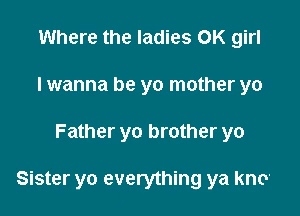 Where the ladies OK girl
I wanna be yo mother yo
Father yo brother yo
Sister yo everything ya kno